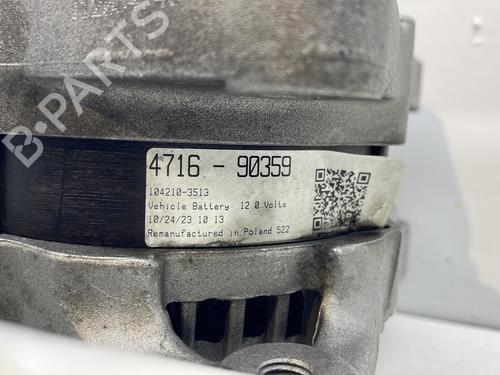 B-PARTS
4716 - 90359
104210-3513
Vehicle Battery 12.0 Volts
10/24/23 10 13
Remanufactured in Poland 522